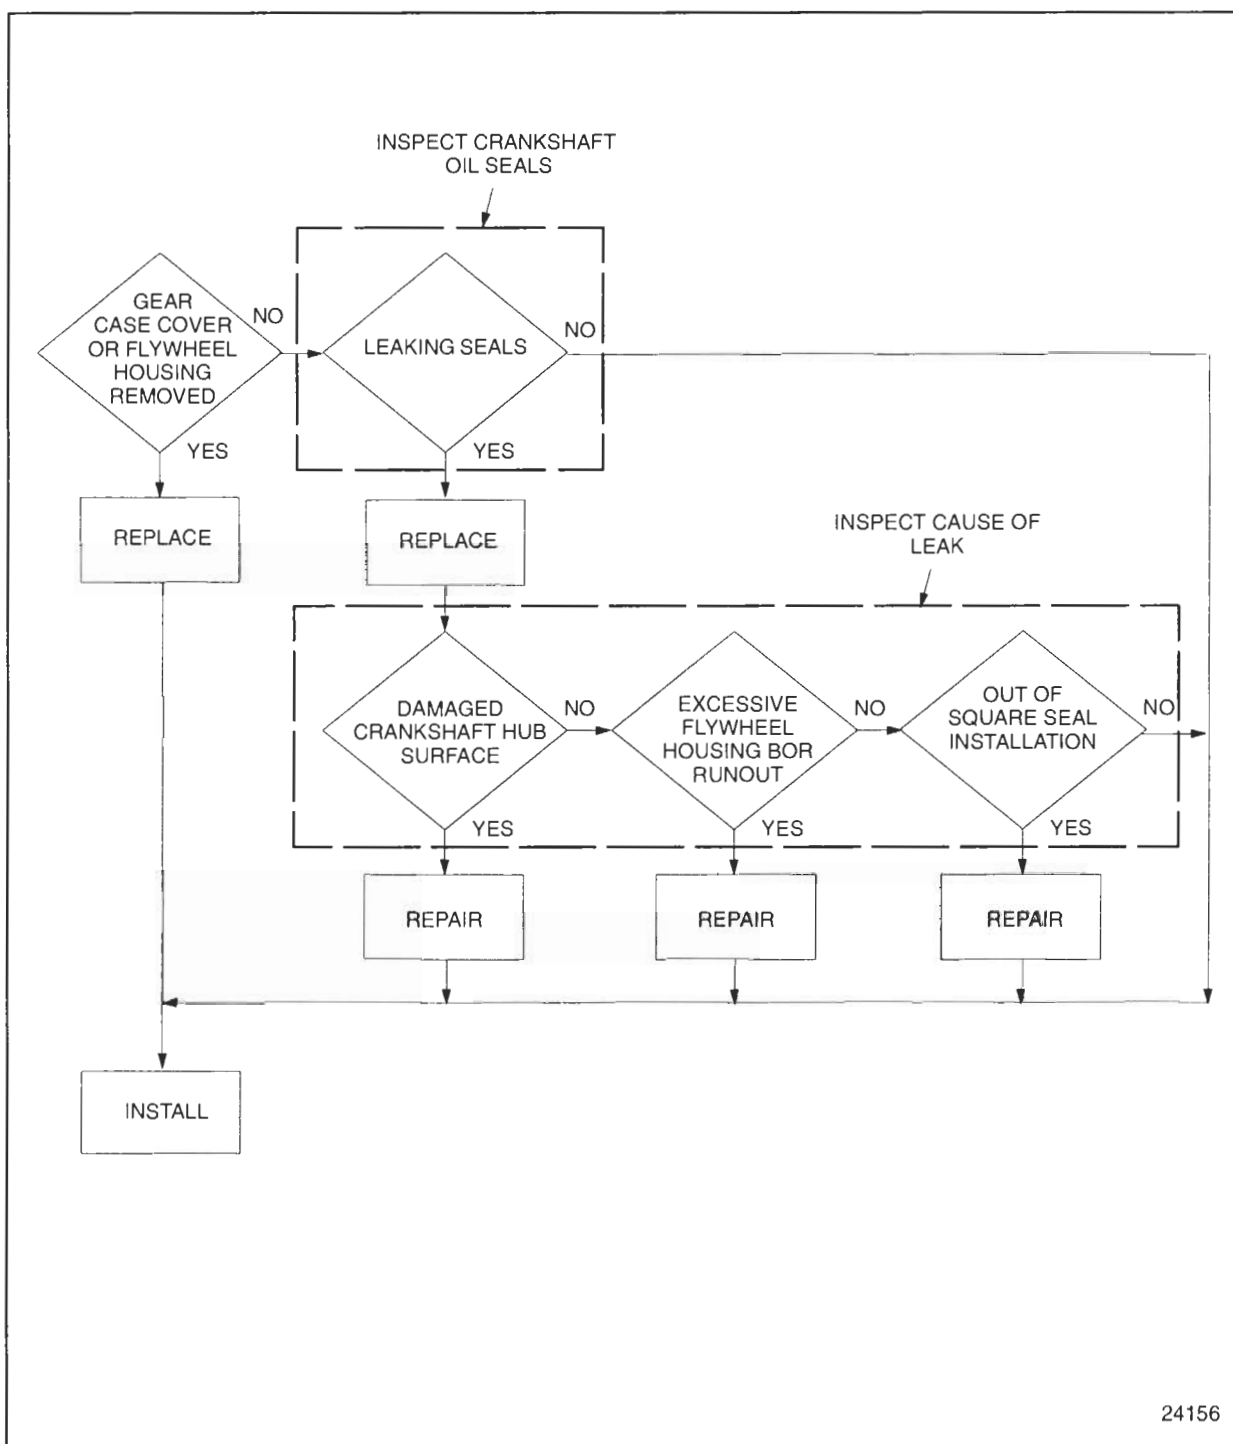 INSPECT CRANKSHAFT
OIL SEALS
GEAR
CASE COVER
OR FLYWHEEL
HOUSING
REMOVED
NO
YES
LEAKING SEALS
NO
YES
REPLACE
REPLACE
INSPECT CAUSE OF
LEAK
DAMAGED
CRANKSHAFT HUB
SURFACE
NO
YES
EXCESSIVE
FLYWHEEL
HOUSING BOR
RUNOUT
NO
YES
OUT OF
SQUARE SEAL
INSTALLATION
NO
YES
REPAIR
REPAIR
REPAIR
INSTALL
24156